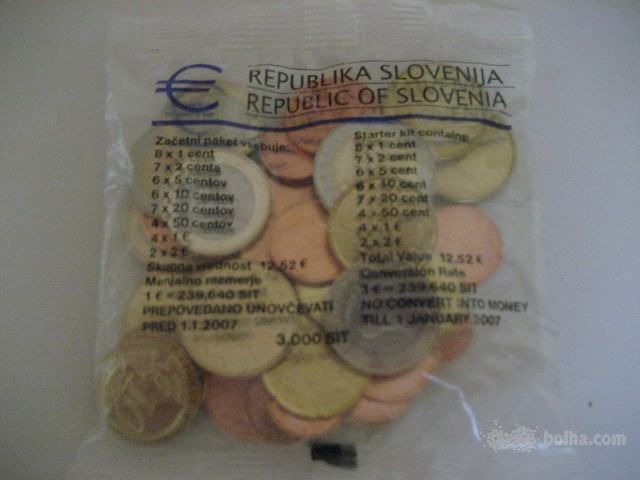 € REPUBLIKA SLOVENIJA
REPUBLIC OF SLOVENIA
Začetni paket vsebuje:
8 x 1 cent
7 x 2 centa
6 x 5 centov
6 x 10 centov
7 x 20 centov
4 x 50 centov
4 x 1 €
2 x 2 €
Skupna vrednost 12,52 €
Menjalno razmerje
1 € = 239,640 SIT
PREPOVEDANO UNOVČEVATI
PRED 1.1.2007
Starter kit contains:
8 x 1 cent
7 x 2 cent
6 x 5 cent
6 x 10 cent
7 x 20 cent
4 x 50 cent
4 x 1 €
2 x 2 €
Total Value 12,52 €
Conversion Rate
1 € = 239,640 SIT
NO CONVERT INTO MONEY
TILL 1 JANUARY 2007
3.000 SIT
10
bolha.com